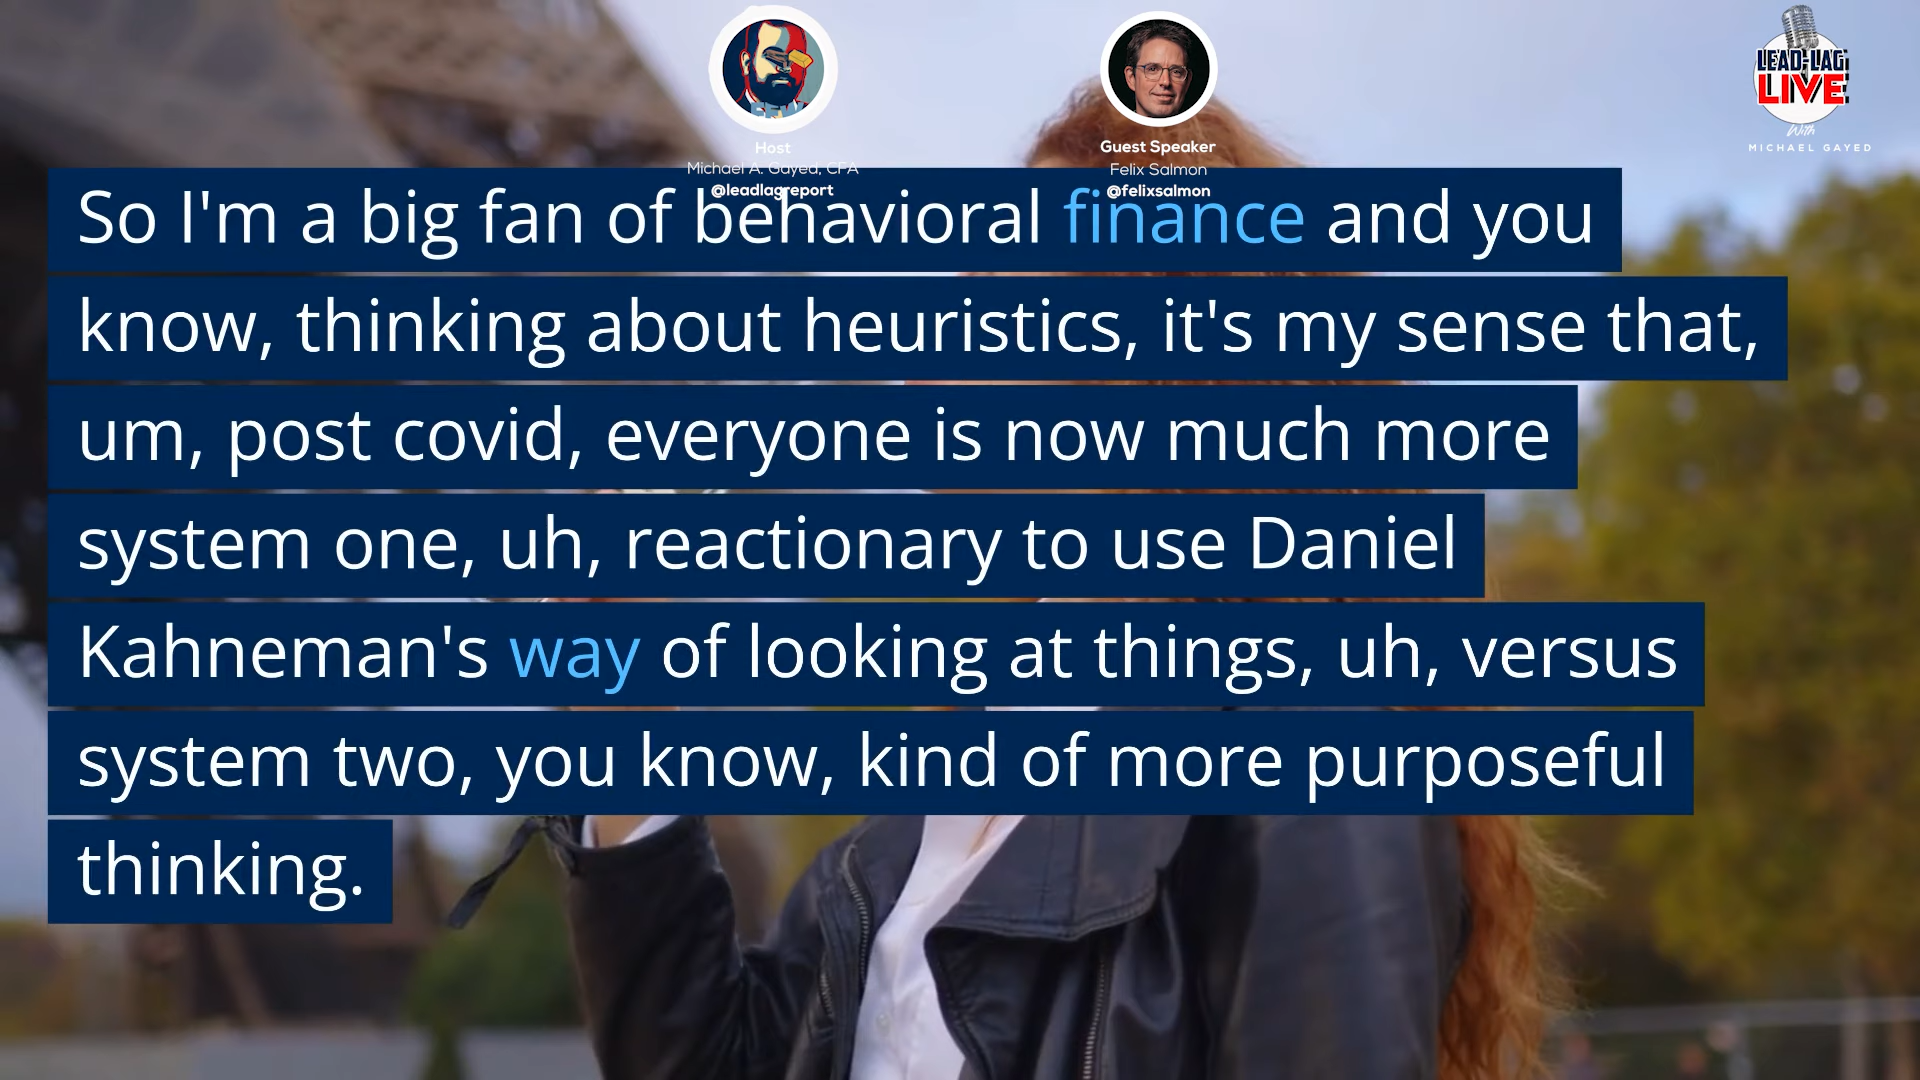 LEAD-LAG
LIVE
With
MICHAEL GAYED
Host
Michael A. Gayed, CFA
@leadlagreport
Guest Speaker
Felix Salmon
@felixsalmon
So I'm a big fan of behavioral finance and you
know, thinking about heuristics, it's my sense that,
um, post covid, everyone is now much more
system one, uh, reactionary to use Daniel
Kahneman's way of looking at things, uh, versus
system two, you know, kind of more purposeful
thinking.